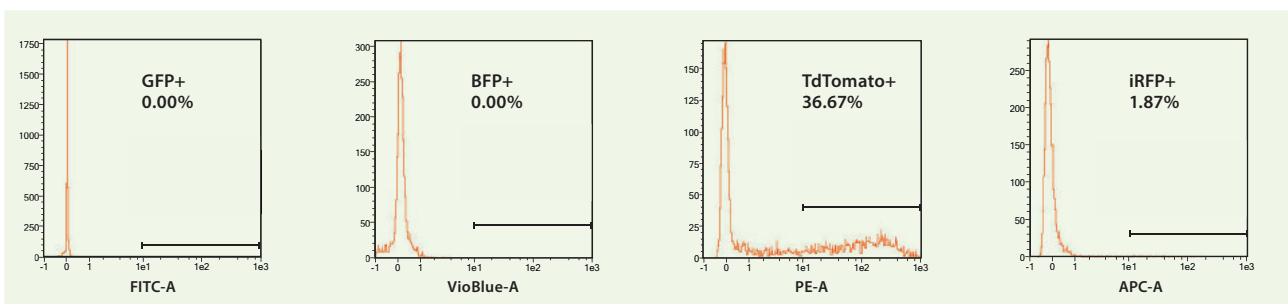 1750
1500
1250
1000
750
500
250
0
GFP+
0.00%
-1 0 1 1e1 1e2 1e3
FITC-A
300
250
200
150
100
50
0
BFP+
0.00%
-1 0 1 1e1 1e2 1e3
VioBlue-A
150
125
100
75
50
25
0
TdTomato+
36.67%
-1 0 1 1e1 1e2 1e3
PE-A
250
200
150
100
50
0
iRFP+
1.87%
-1 0 1 1e1 1e2 1e3
APC-A